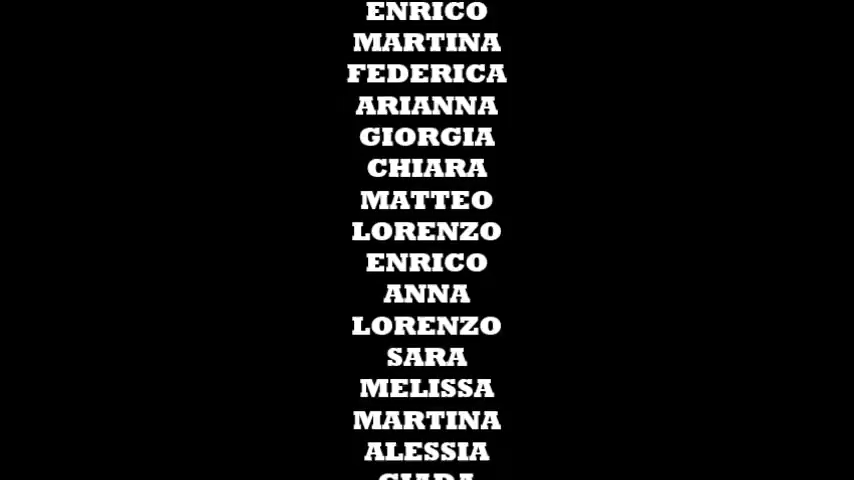 ENRICO
MARTINA
FEDERICA
ARIANNA
GIORGIA
CHIARA
MATTEO
LORENZO
ENRICO
ANNA
LORENZO
SARA
MELISSA
MARTINA
ALESSIA